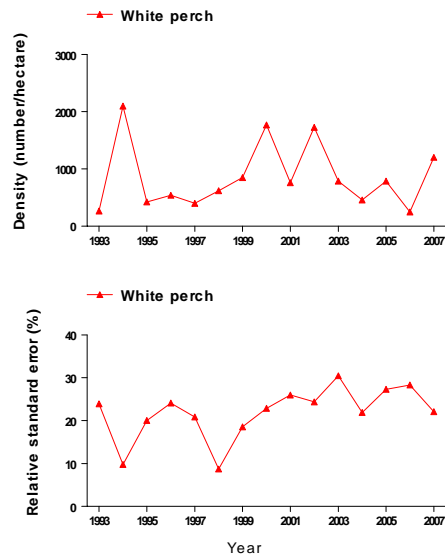 White perch
Density (number/hectare)
3000
2000
1000
0
1993 1995 1997 1999 2001 2003 2005 2007
White perch
Relative standard error (%)
40
30
20
10
0
1993 1995 1997 1999 2001 2003 2005 2007
Year